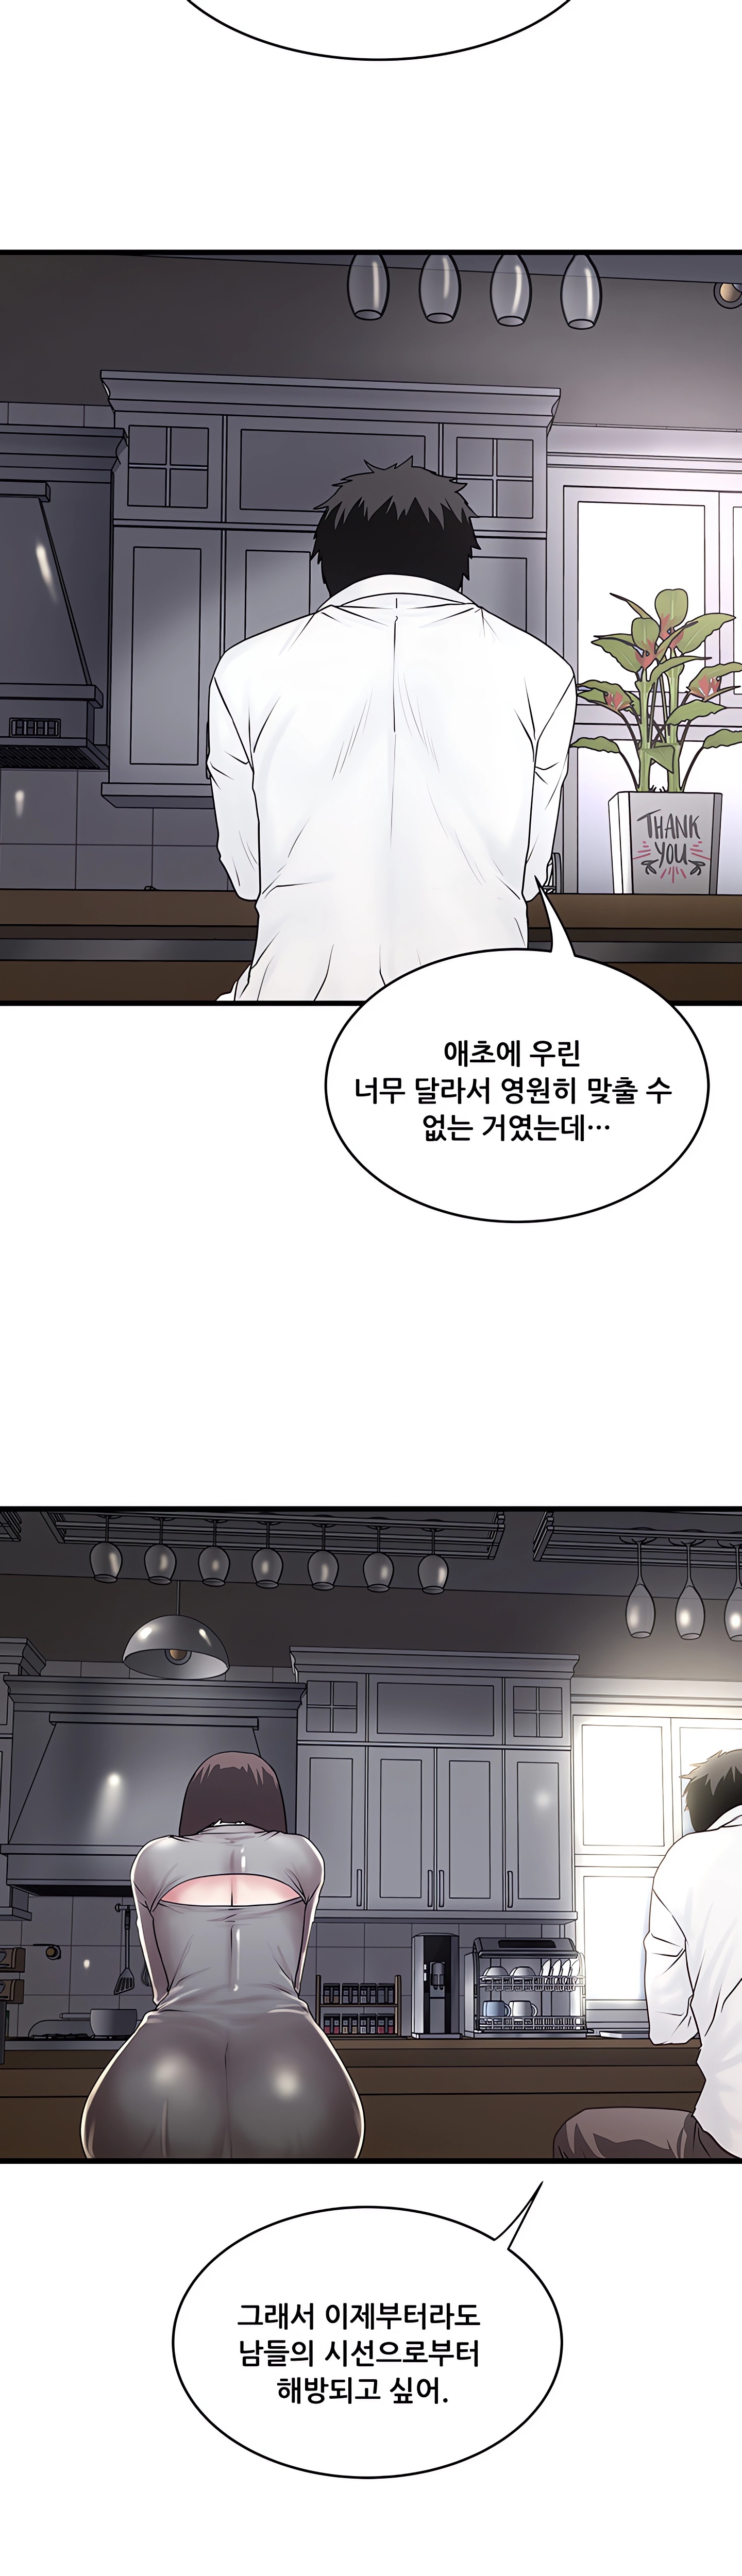 THANK
YOU
애초에 우린
너무 달라서 영원히 맞출 수
없는 거였는데…
그래서 이제부터라도
남들의 시선으로부터
해방되고 싶어.